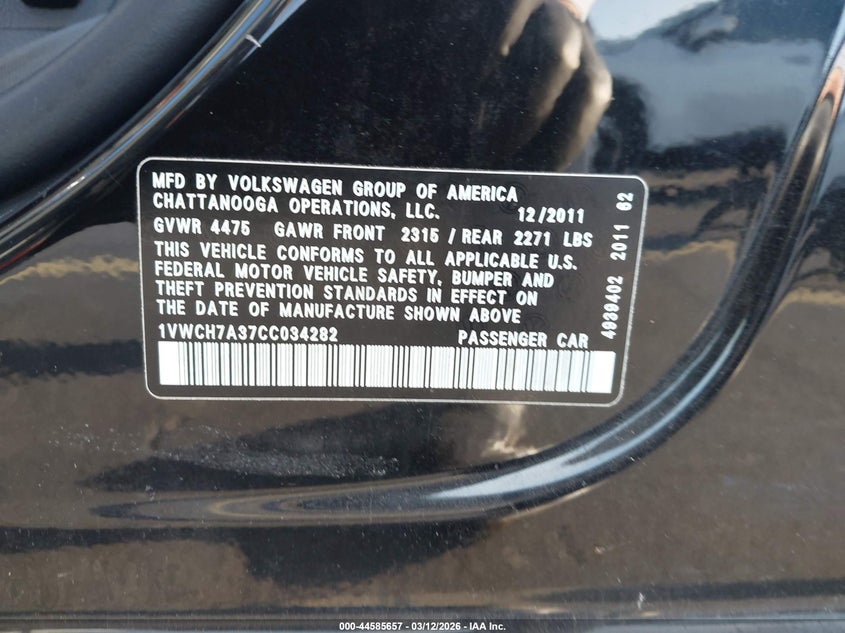 MFD BY VOLKSWAGEN GROUP OF AMERICA
CHATTANOOGA OPERATIONS, LLC. 12/2011
GVWR 4475 GAWR FRONT 2315 / REAR 2271 LBS
THIS VEHICLE CONFORMS TO ALL APPLICABLE U.S.
FEDERAL MOTOR VEHICLE SAFETY, BUMPER AND
THEFT PREVENTION STANDARDS IN EFFECT ON
THE DATE OF MANUFACTURE SHOWN ABOVE
1VWCH7A37CC034282 PASSENGER CAR
4939402 2011 62
000-44585657 - 03/12/2026 - IAA Inc.